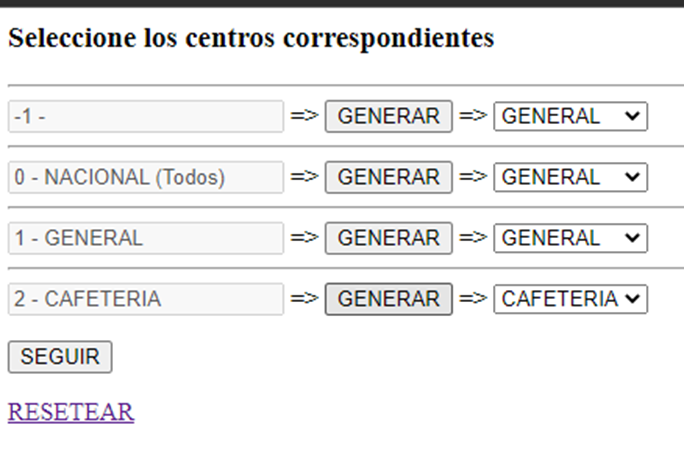 Seleccione los centros correspondientes
-1 - => GENERAR => GENERAL
0 - NACIONAL (Todos) => GENERAR => GENERAL
1 - GENERAL => GENERAR => GENERAL
2 - CAFETERIA => GENERAR => CAFETERIA
SEGUIR
RESETEAR